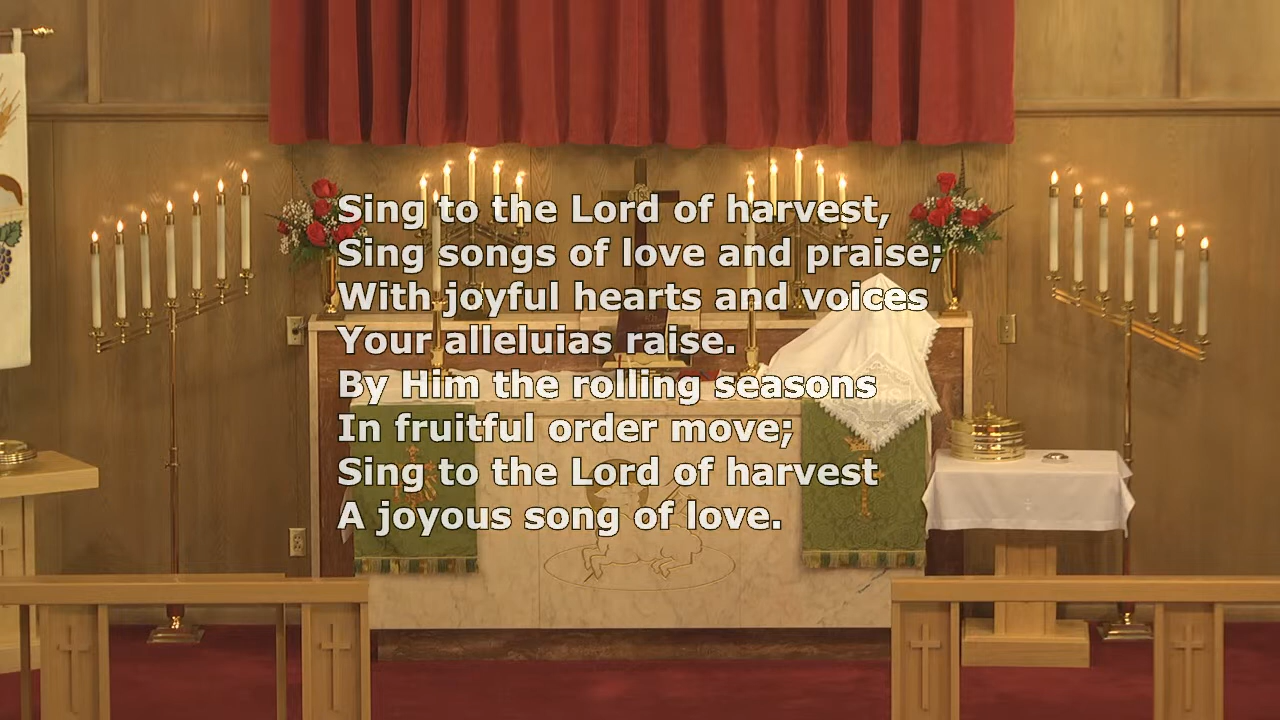 Sing to the Lord of harvest,
Sing songs of love and praise;
With joyful hearts and voices
Your alleluias raise.
By Him the rolling seasons
In fruitful order move;
Sing to the Lord of harvest
A joyous song of love.